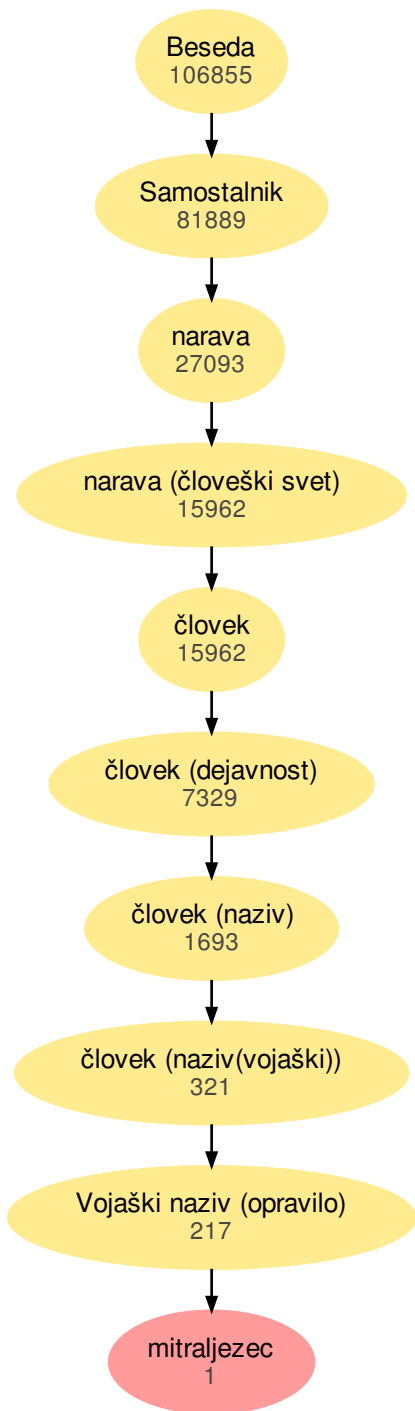 Beseda
106855
Samostalnik
81889
narava
27093
narava (človeški svet)
15962
človek
15962
človek (dejavnost)
7329
človek (naziv)
1693
človek (naziv(vojaški))
321
Vojaški naziv (opravilo)
217
mitraljezec
1